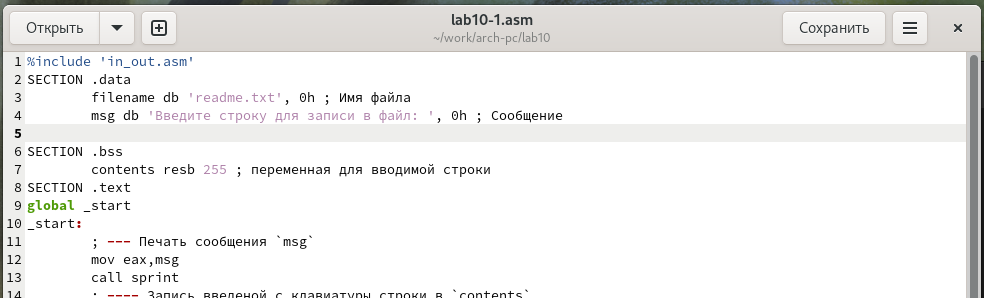 Открыть
lab10-1.asm
~/work/arch-pc/lab10
Сохранить
1 %include 'in_out.asm'
2 SECTION .data
3 filename db 'readme.txt', 0h ; Имя файла
4 msg db 'Введите строку для записи в файл: ', 0h ; Сообщение
5
6 SECTION .bss
7 contents resb 255 ; переменная для вводимой строки
8 SECTION .text
9 global _start
10 _start:
11 ; --- Печать сообщения `msg`
12 mov eax,msg
13 call sprint
14 ; ---- Запись введеной с клавиатуры строки в `contents`